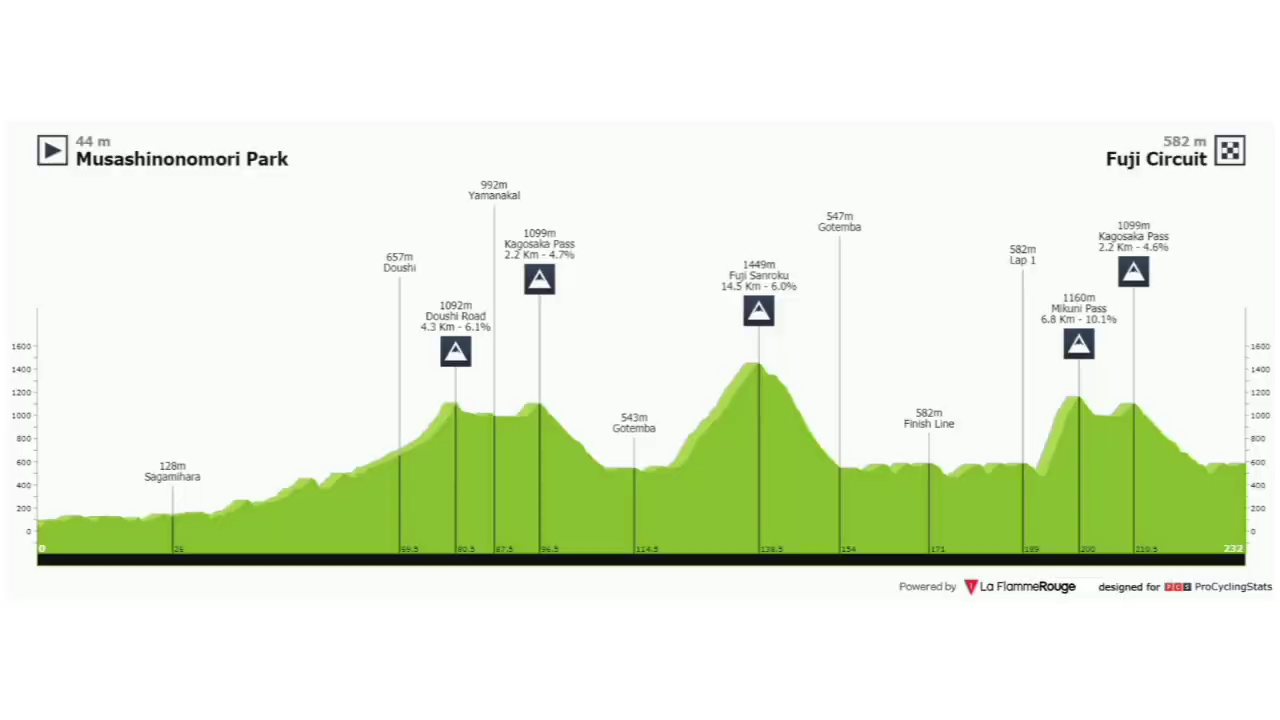 44 m
Musashinonomori Park
582 m
Fuji Circuit
992m
Yamanakal
547m
Gotemba
1099m
Kagosaka Pass
2.2 Km - 4.6%
1099m
Kagosaka Pass
2.2 Km - 4.7%
582m
Lap 1
657m
Doushi
1449m
Fuji Sanroku
14.5 Km - 6.0%
1160m
Mikuni Pass
6.8 Km - 10.1%
1092m
Doushi Road
4.3 Km - 6.1%
543m
Gotemba
582m
Finish Line
128m
Sagamihara
1600
1400
1200
1000
800
600
400
200
0
1600
1400
1200
1000
800
600
400
200
0
0 26 69.5 80.5 87.5 96.5 114.5 138.5 154 171 189 200 210.5 232
Powered by La FlammeRouge designed for PCS ProCyclingStats